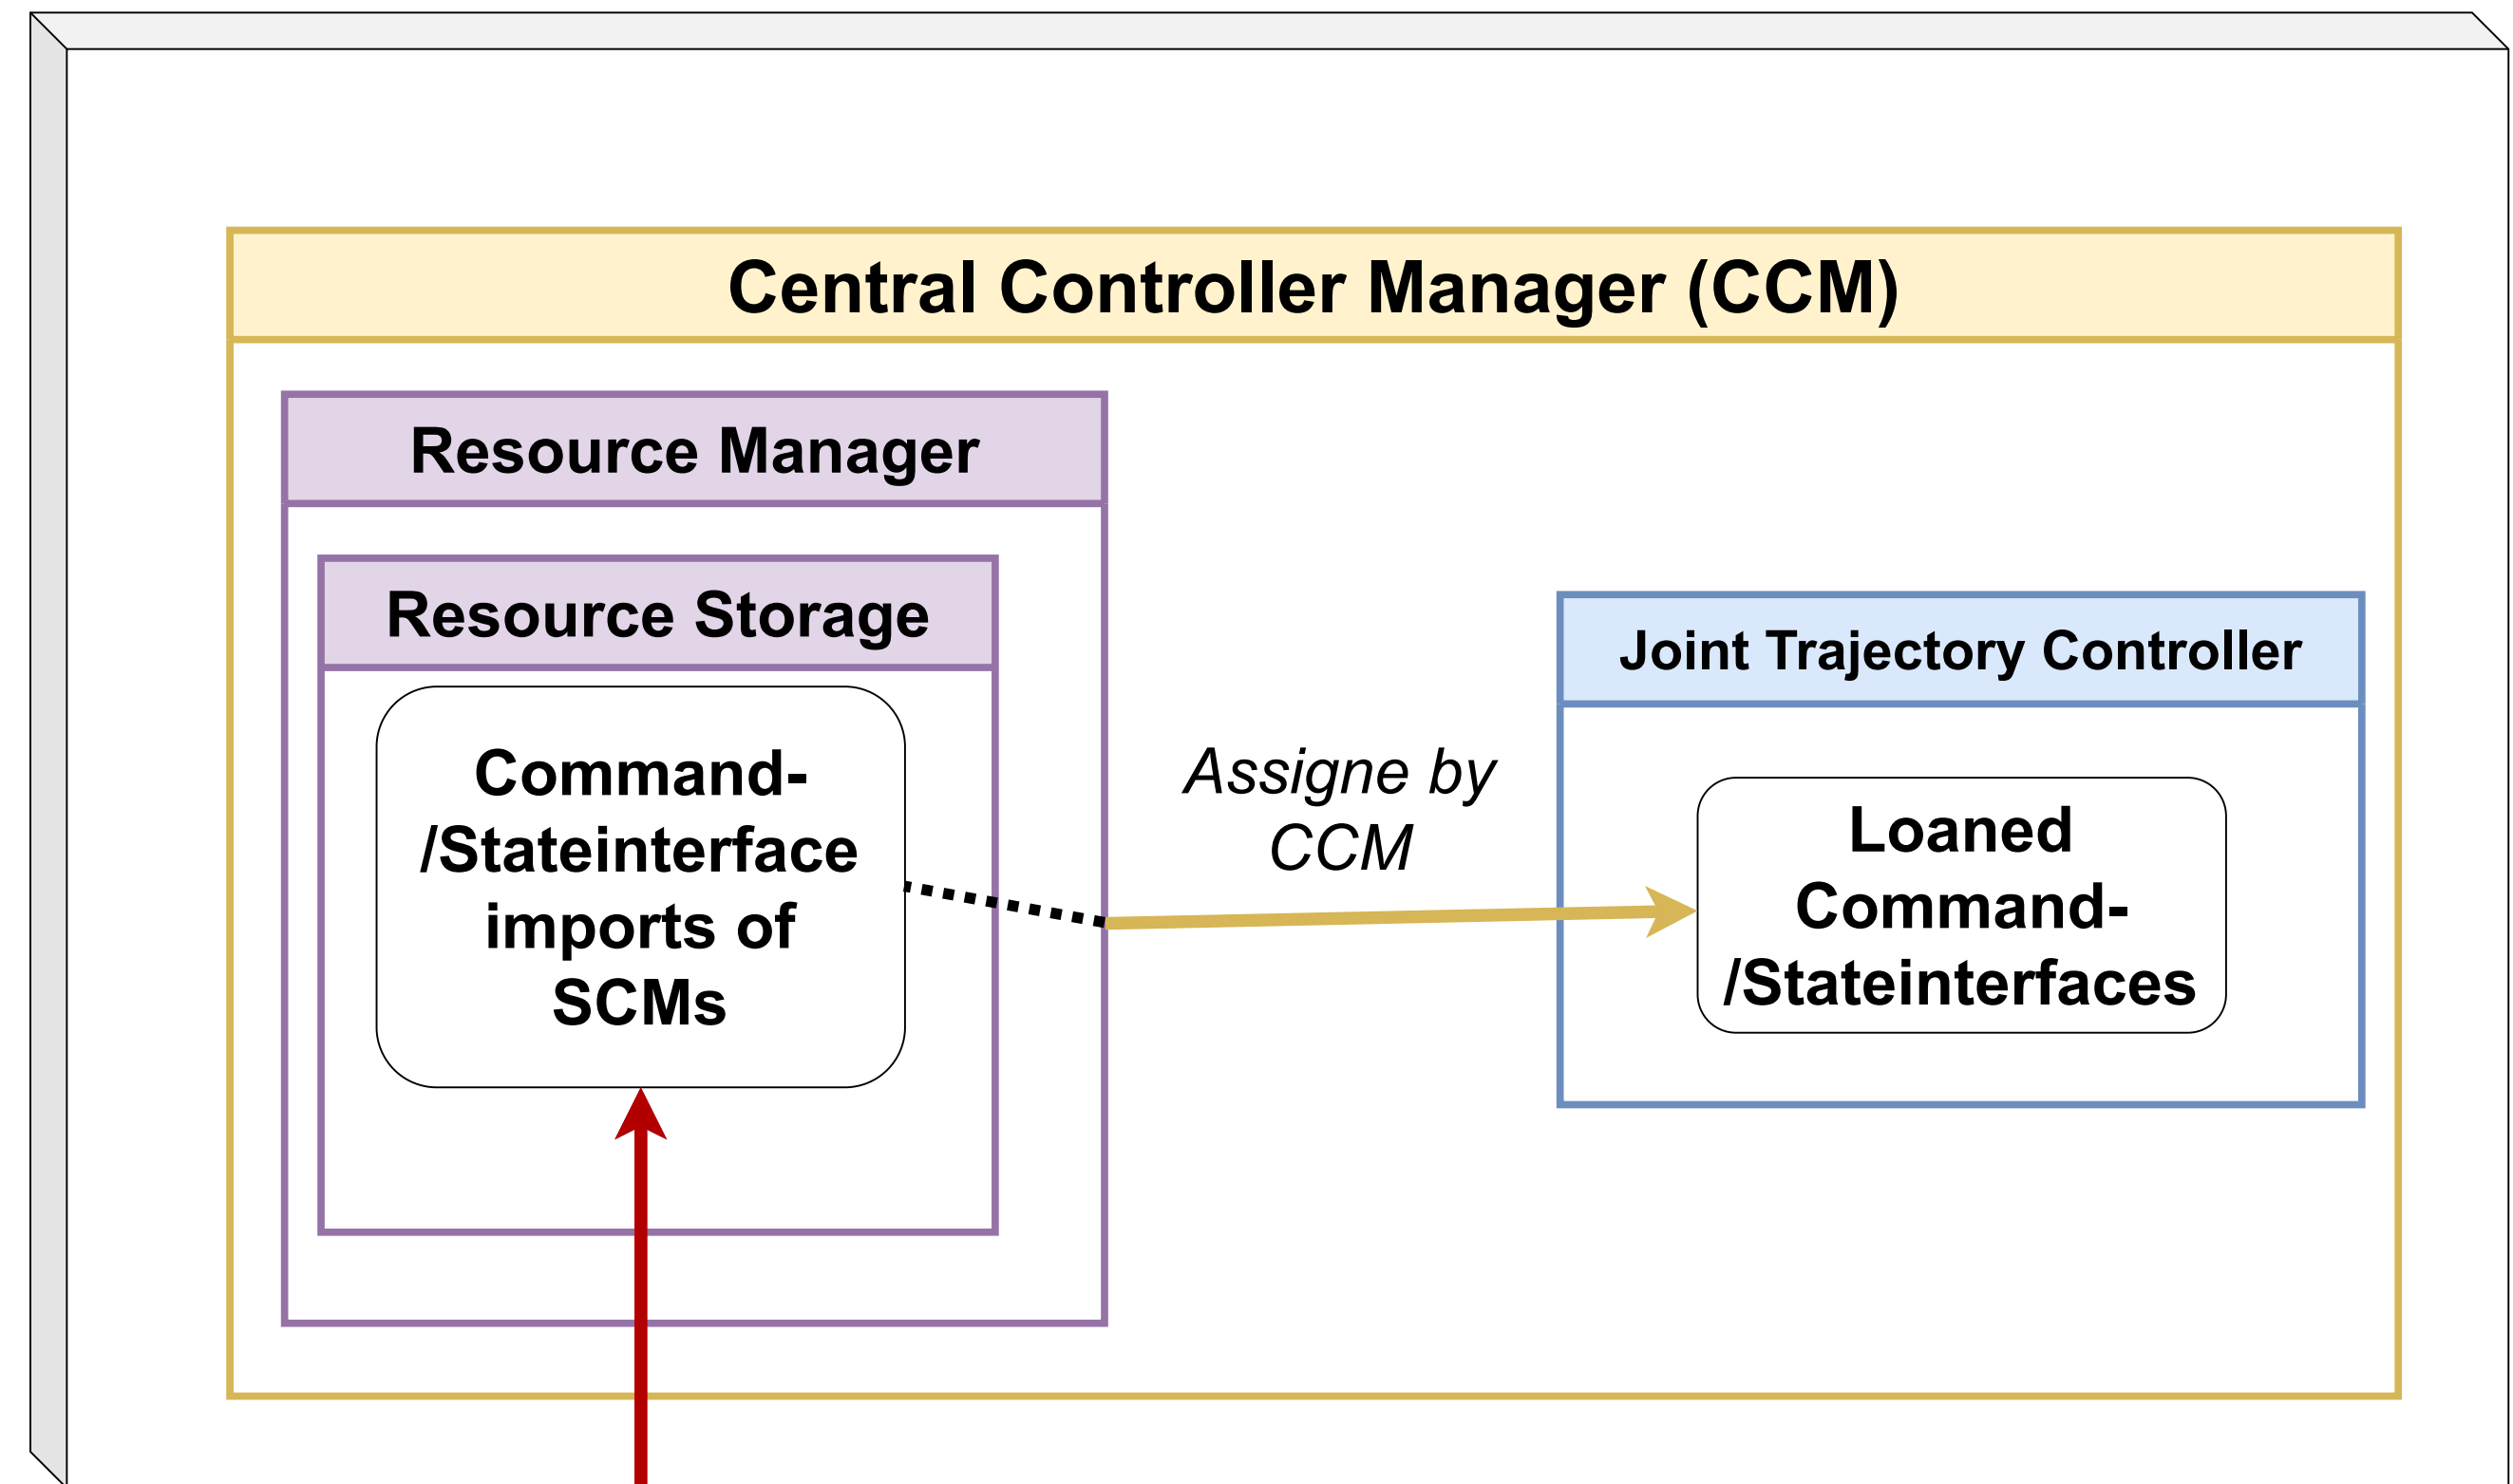 Central Controller Manager (CCM)
Resource Manager
Resource Storage
Command-
/Stateinterface
imports of
SCMs
Assigne by
CCM
Joint Trajectory Controller
Loaned
Command-
/Stateinterfaces